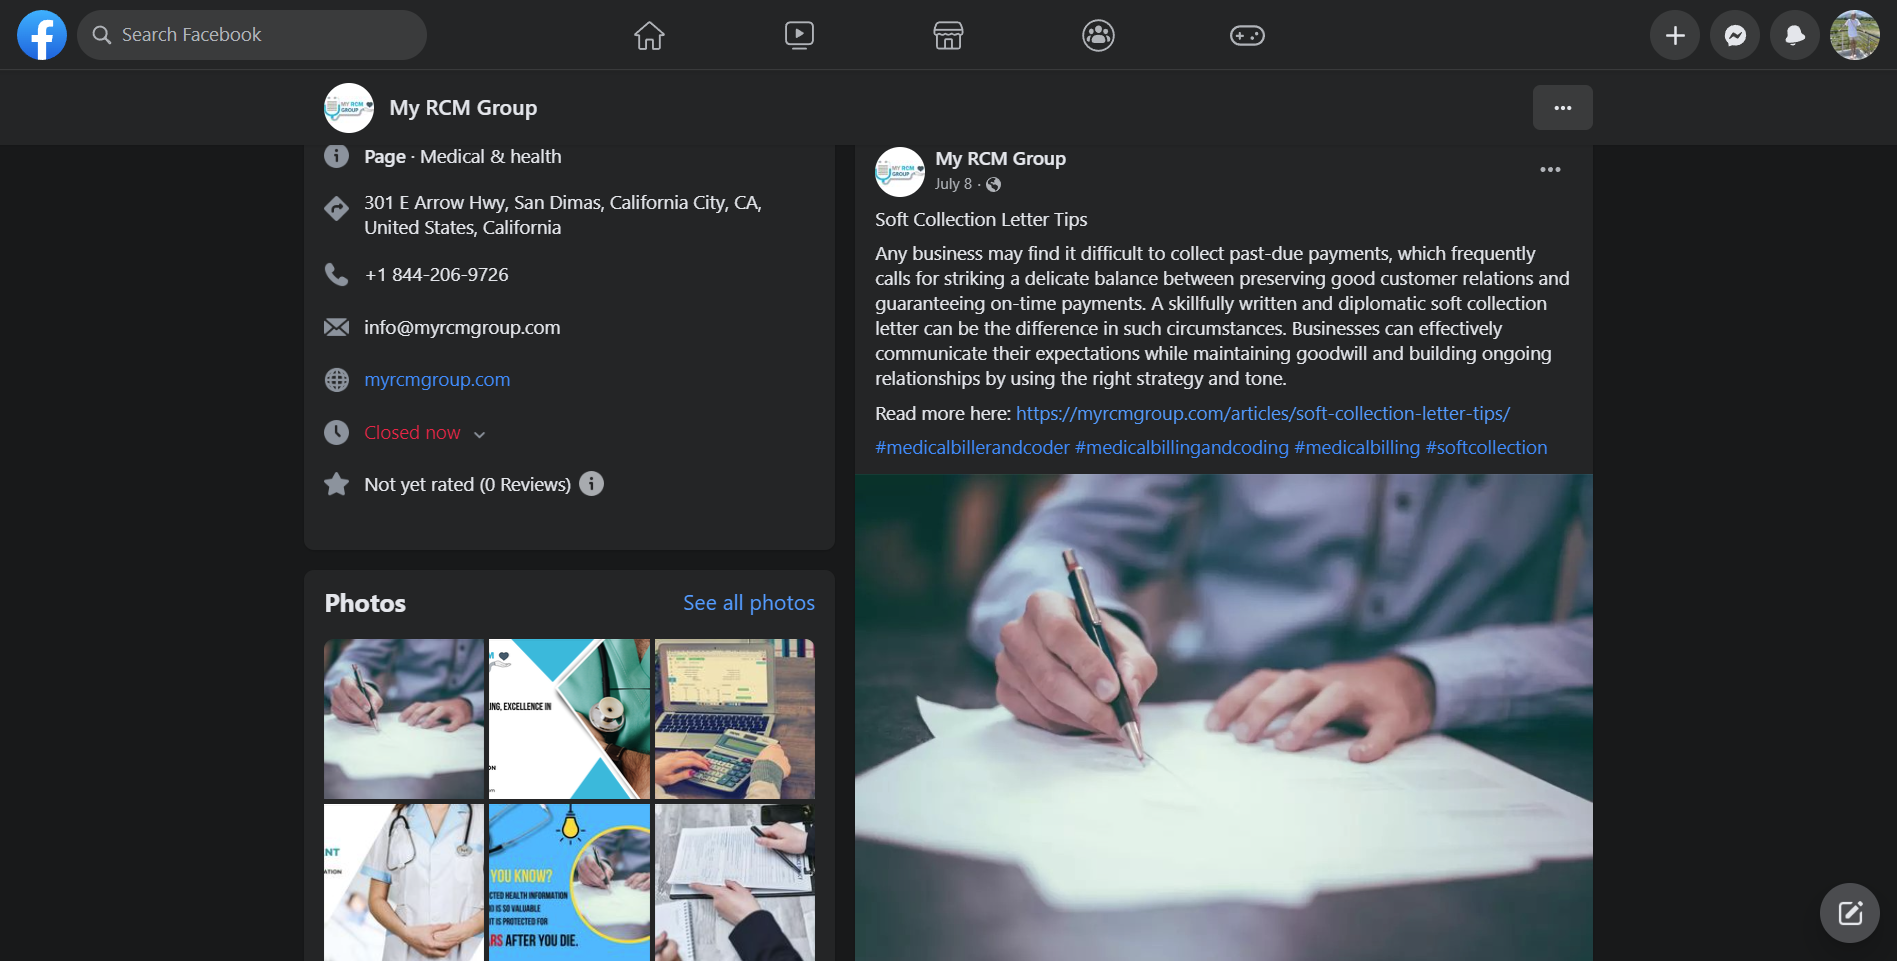 Search Facebook
My RCM Group
Page · Medical & health
301 E Arrow Hwy, San Dimas, California City, CA,
United States, California
+1 844-206-9726
info@myrcmgroup.com
myrcmgroup.com
Closed now
Not yet rated (0 Reviews)
Photos
See all photos
NG, EXCELLENCE IN
ON
NT
ATION
YOU KNOW?
CTED HEALTH INFORMATION
IS SO VALUABLE
IT IS PROTECTED FOR
RS AFTER YOU DIE.
My RCM Group
July 8 ·
Soft Collection Letter Tips
Any business may find it difficult to collect past-due payments, which frequently
calls for striking a delicate balance between preserving good customer relations and
guaranteeing on-time payments. A skillfully written and diplomatic soft collection
letter can be the difference in such circumstances. Businesses can effectively
communicate their expectations while maintaining goodwill and building ongoing
relationships by using the right strategy and tone.
Read more here: https://myrcmgroup.com/articles/soft-collection-letter-tips/
#medicalbillerandcoder #medicalbillingandcoding #medicalbilling #softcollection